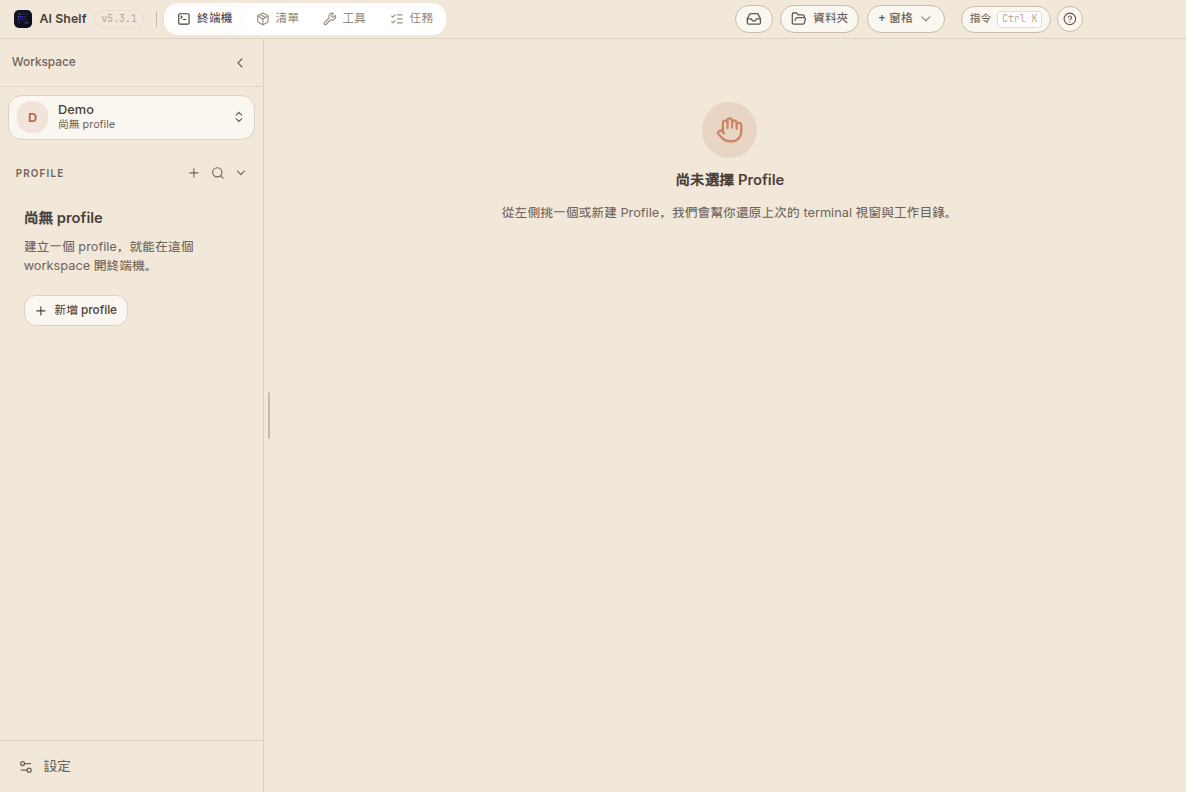 AI Shelf v5.3.1 終端機 清單 工具 任務 資料夾 + 窗格 指令 Ctrl K
Workspace
D Demo
尚無 profile
PROFILE
尚無 profile
建立一個 profile，就能在這個
workspace 開終端機。
新增 profile
設定
尚未選擇 Profile
從左側挑一個或新建 Profile，我們會幫你還原上次的 terminal 視窗與工作目錄。